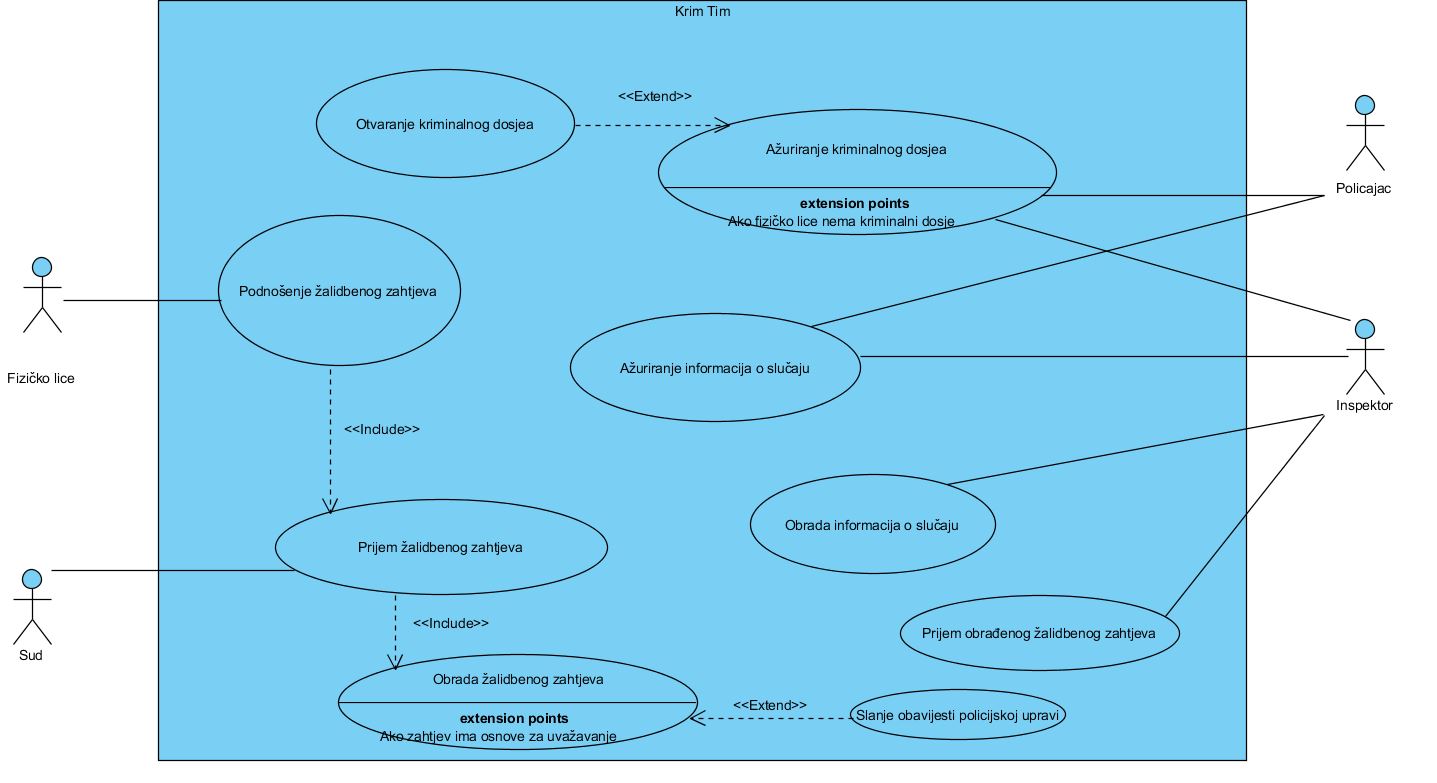 Krim Tim
<<Extend>>
Otvaranje kriminalnog dosjea
Ažuriranje kriminalnog dosjea
extension points
Ako fizičko lice nema kriminalni dosje
Policajac
Podnošenje žalidbenog zahtjeva
Fizičko lice
Ažuriranje informacija o slučaju
Inspektor
<<Include>>
Obrada informacija o slučaju
Prijem žalidbenog zahtjeva
<<Include>>
Prijem obrađenog žalidbenog zahtjeva
Sud
Obrada žalidbenog zahtjeva
extension points
Ako zahtjev ima osnove za uvažavanje
<<Extend>>
Slanje obavijesti policijskoj upravi